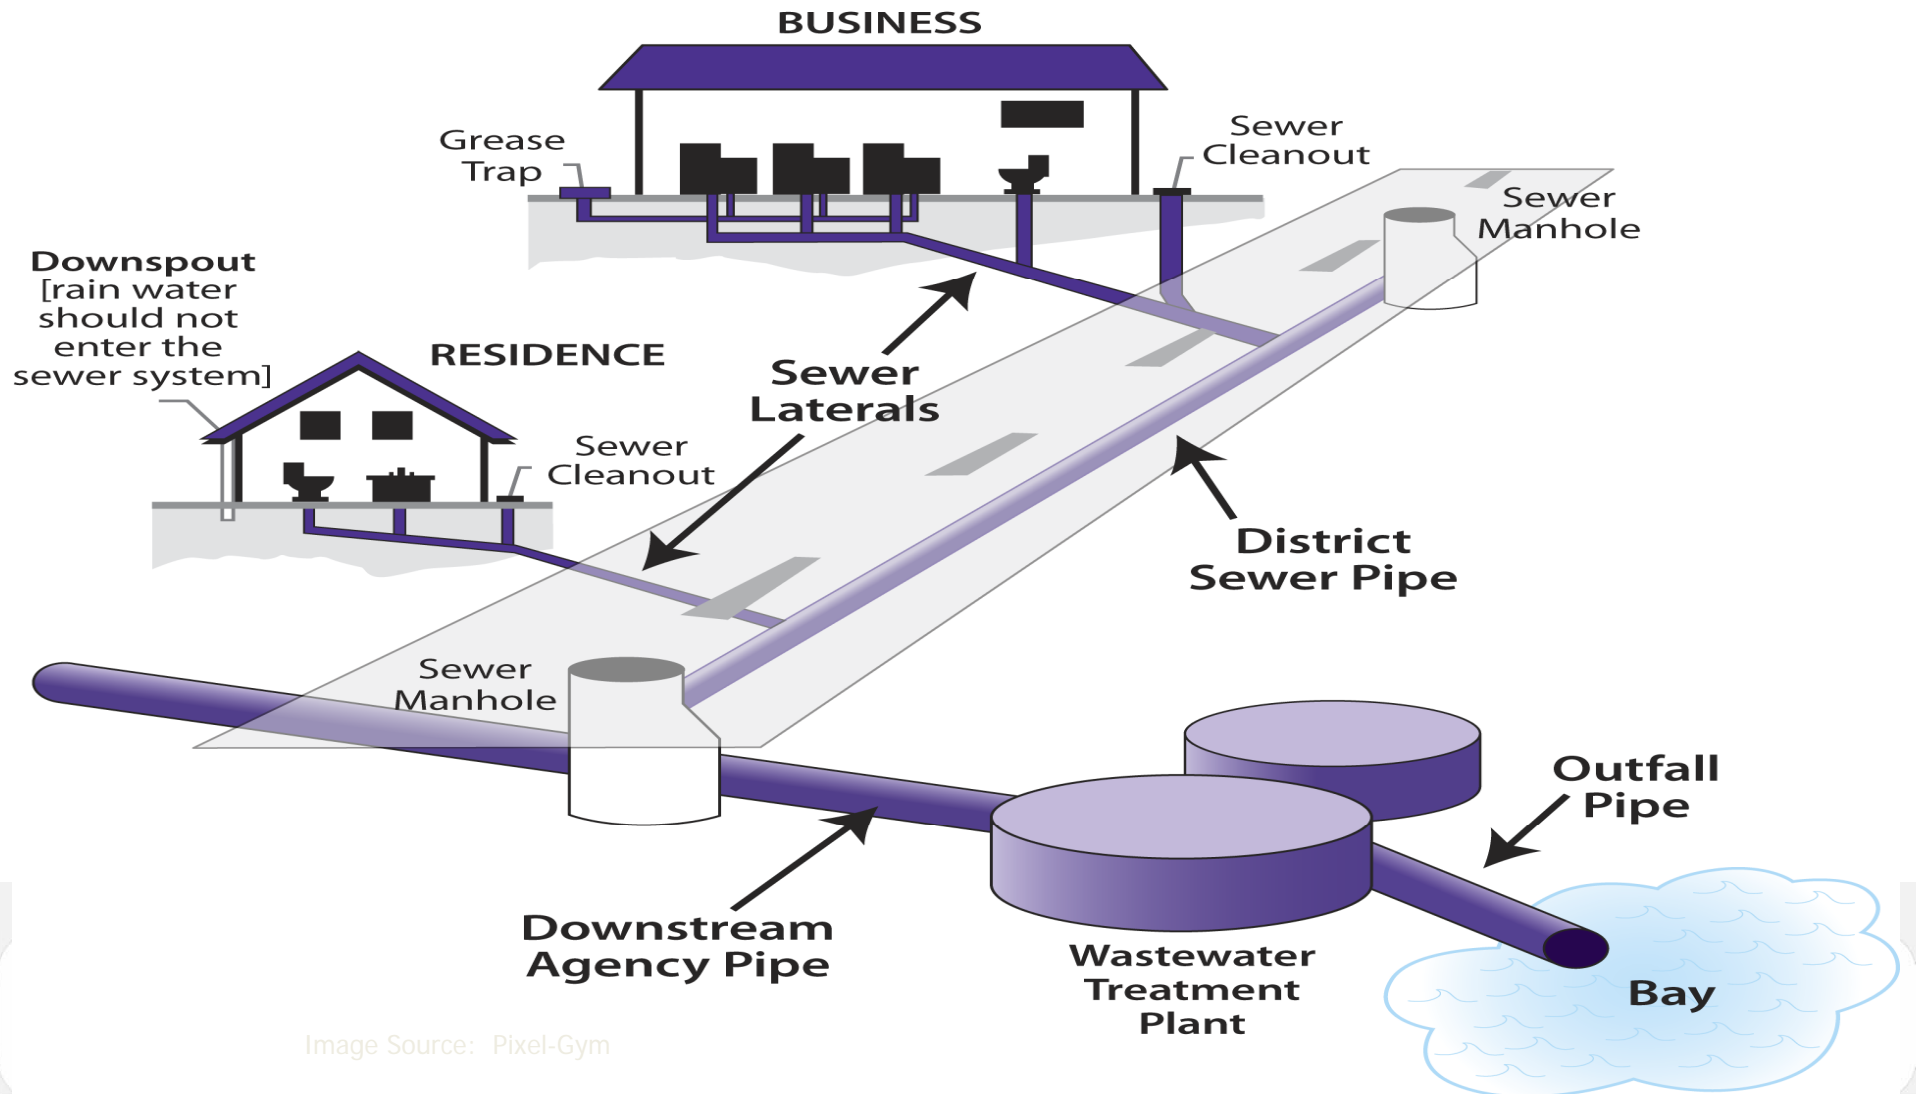 BUSINESS
Grease
Trap
Sewer
Cleanout
Sewer
Manhole
Downspout
[rain water
should not
enter the
sewer system]
RESIDENCE
Sewer
Laterals
Sewer
Cleanout
District
Sewer Pipe
Sewer
Manhole
Outfall
Pipe
Downstream
Agency Pipe
Wastewater
Treatment
Plant
Bay
Image Source: Pixel-Gym